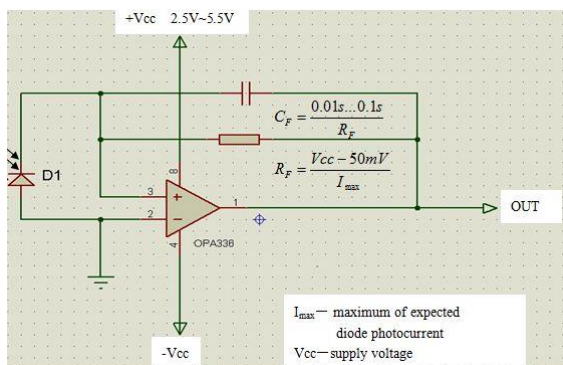 +Vcc 2.5V~5.5V
C_F = 0.01s...0.1s / R_F
R_F = Vcc-50mV / I_max
D1
8
3
+
1
2
-
4
OPA336
OUT
-Vcc
I_max— maximum of expected
diode photocurrent
Vcc—supply voltage